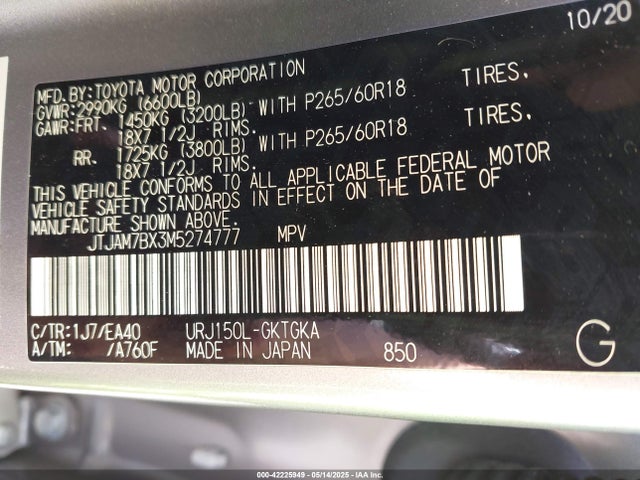 10/20
MFD.BY:TOYOTA MOTOR CORPORATION
GVWR:2990KG (6600LB)
GAWR:FRT. 1450KG (3200LB) WITH P265/60R18 TIRES,
18X7 1/2J RIMS.
RR. 1725KG (3800LB) WITH P265/60R18 TIRES,
18X7 1/2J RIMS.
THIS VEHICLE CONFORMS TO ALL APPLICABLE FEDERAL MOTOR
VEHICLE SAFETY STANDARDS IN EFFECT ON THE DATE OF
MANUFACTURE SHOWN ABOVE.
JTJAM7BX3M5274777 MPV
C/TR:1J7/EA40 URJ150L-GKTGKA
A/TM: /A760F MADE IN JAPAN 850 G
000-42225949 - 05/14/2025 - IAA Inc.